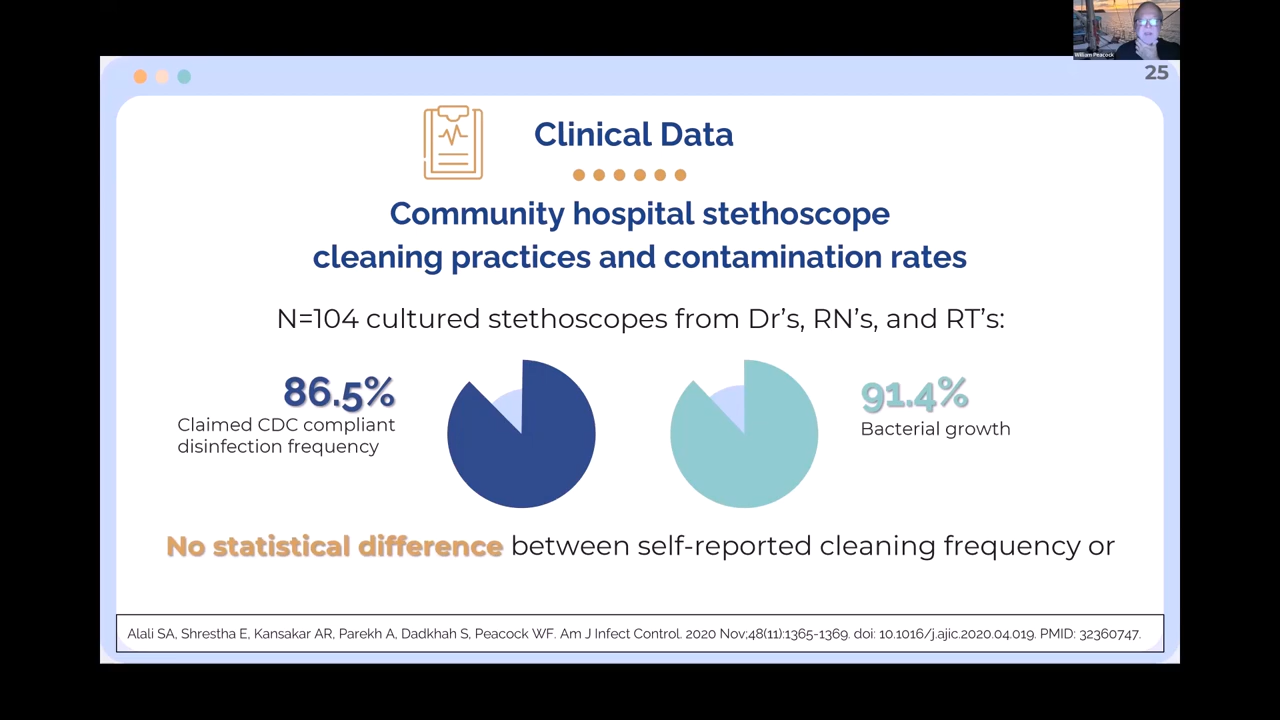 William Peacock
25
Clinical Data
Community hospital stethoscope
cleaning practices and contamination rates
N=104 cultured stethoscopes from Dr’s, RN’s, and RT’s:
86.5%
Claimed CDC compliant
disinfection frequency
91.4%
Bacterial growth
No statistical difference between self-reported cleaning frequency or
Alali SA, Shrestha E, Kansakar AR, Parekh A, Dadkhah S, Peacock WF. Am J Infect Control. 2020 Nov;48(11):1365-1369. doi: 10.1016/j.ajic.2020.04.019. PMID: 32360747.